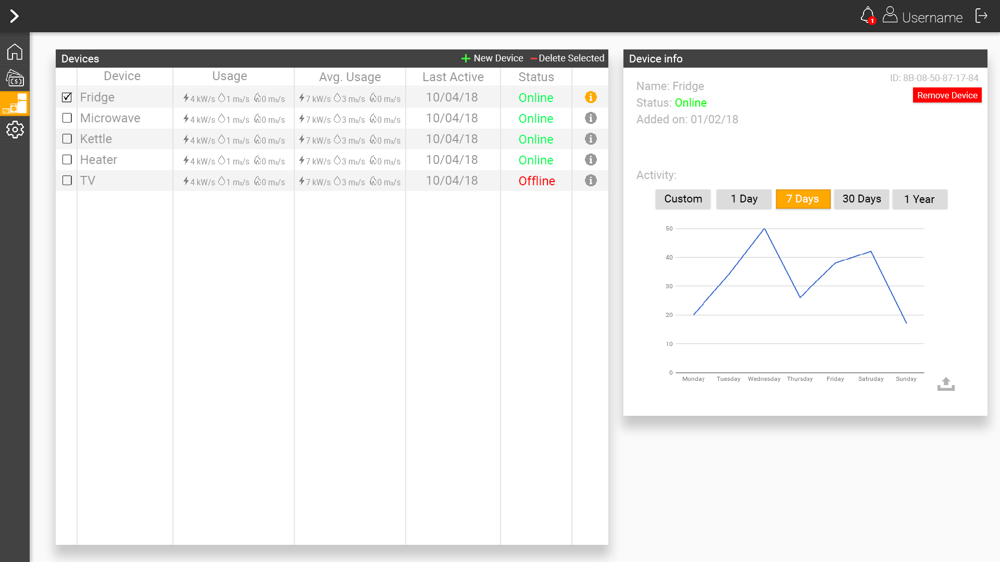 1
Username
Devices
New Device
Delete Selected
Device Usage Avg. Usage Last Active Status
Fridge 4 kW/s 1 m³/s 0 m³/s 7 kW/s 3 m³/s 0 m³/s 10/04/18 Online
Microwave 4 kW/s 1 m³/s 0 m³/s 7 kW/s 3 m³/s 0 m³/s 10/04/18 Online
Kettle 4 kW/s 1 m³/s 0 m³/s 7 kW/s 3 m³/s 0 m³/s 10/04/18 Online
Heater 4 kW/s 1 m³/s 0 m³/s 7 kW/s 3 m³/s 0 m³/s 10/04/18 Online
TV 4 kW/s 1 m³/s 0 m³/s 7 kW/s 3 m³/s 0 m³/s 10/04/18 Offline
Device info
ID: 8B-08-50-87-17-84
Name: Fridge
Remove Device
Status: Online
Added on: 01/02/18
Activity:
Custom 1 Day 7 Days 30 Days 1 Year
50
40
30
20
10
0
Monday Tuesday Wednesday Thursday Friday Satruday Sunday